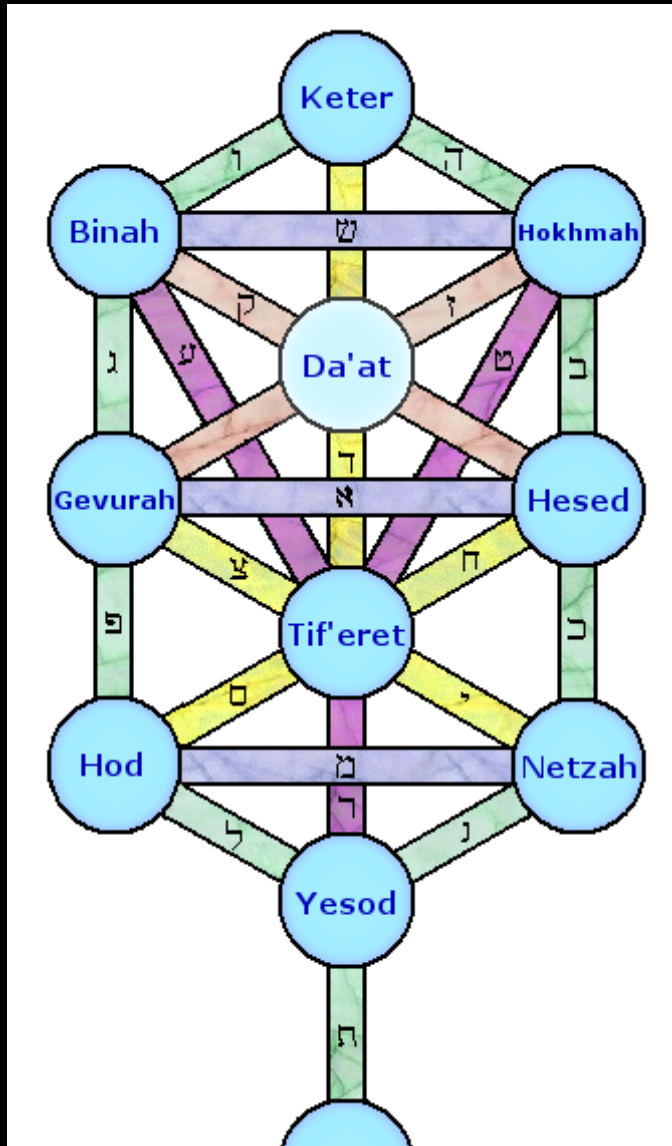 Keter
ו
ה
Binah
ש
Hokhmah
ק
ז
ג
ע
ט
ב
Da'at
ד
Gevurah
א
Hesed
צ
ח
פ
Tif'eret
כ
ס
י
Hod
מ
Netzah
ר
ל
נ
Yesod
ת